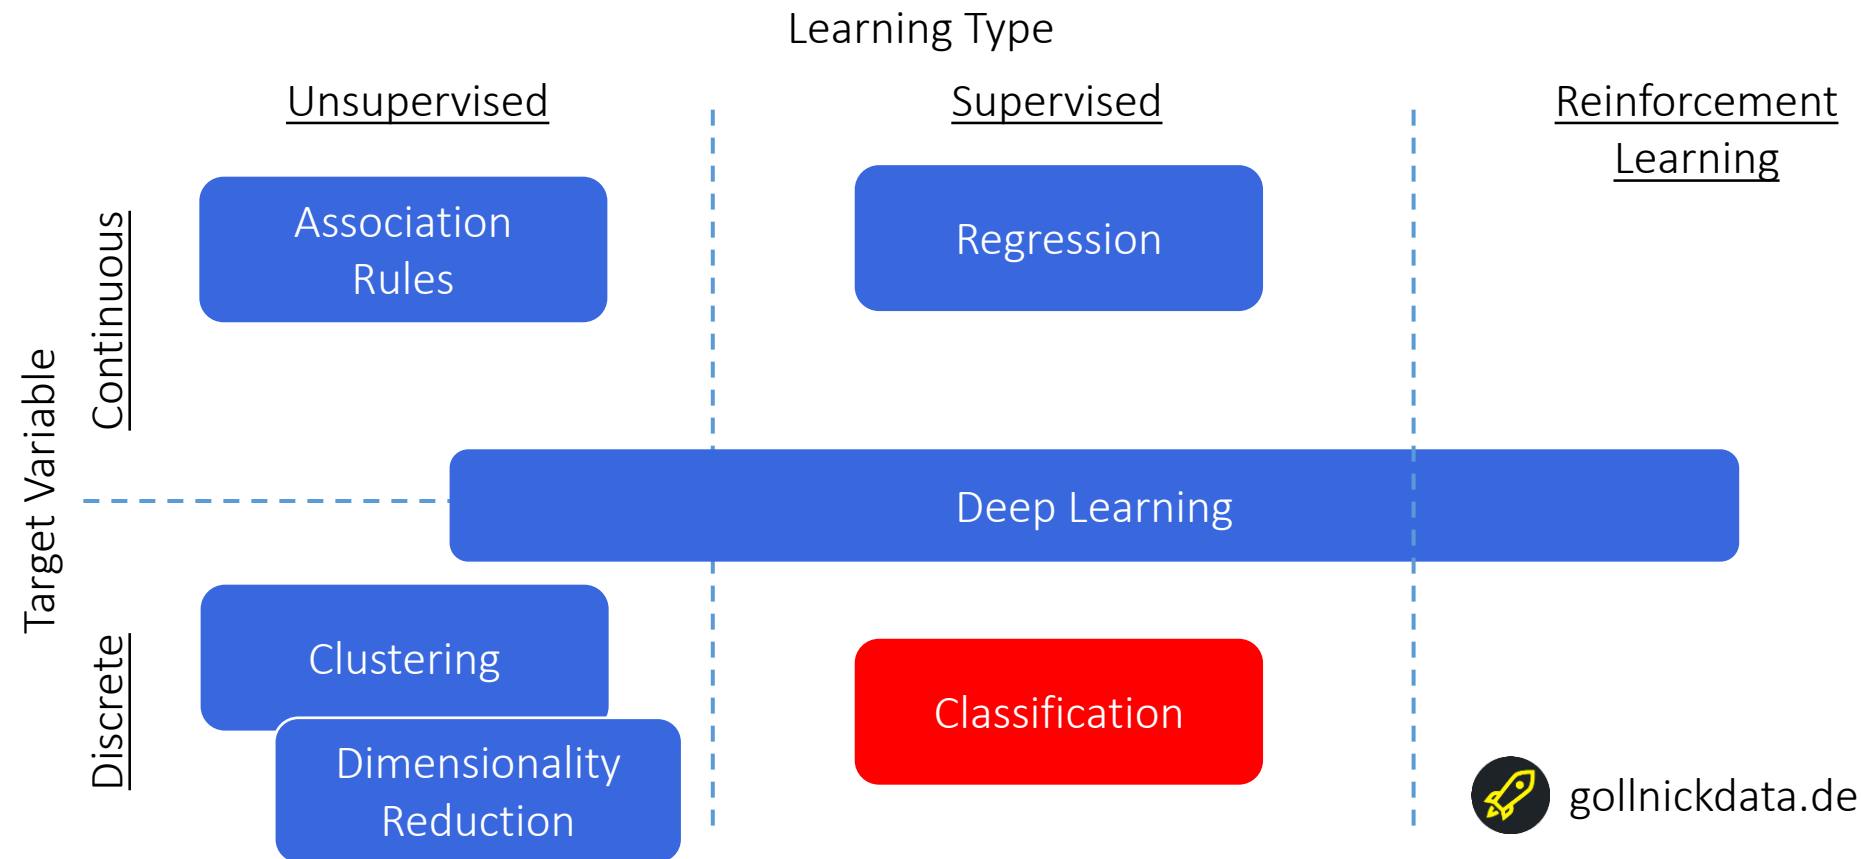 Learning Type
Unsupervised
Supervised
Reinforcement
Learning
Target Variable
Continuous
Association
Rules
Regression
Deep Learning
Discrete
Clustering
Dimensionality
Reduction
Classification
gollnickdata.de